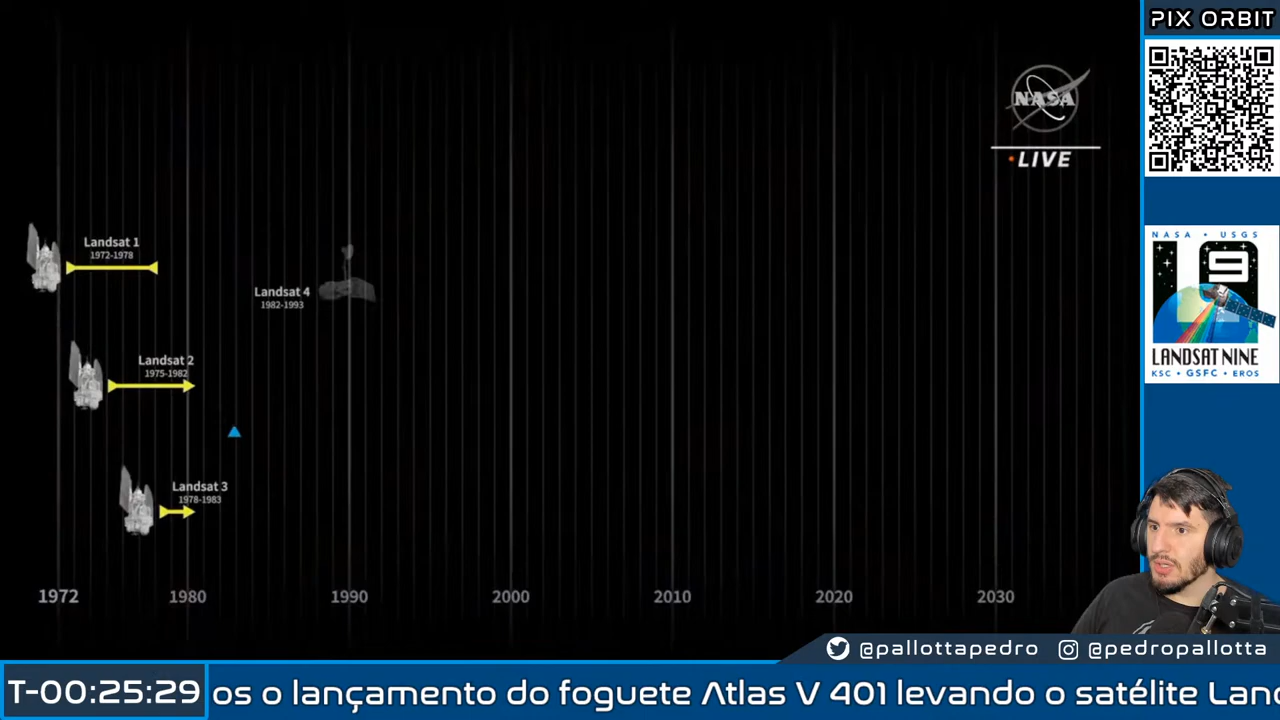 PIX ORBIT
NASA
LIVE
Landsat 1
1972-1978
Landsat 4
1982-1993
Landsat 2
1975-1982
Landsat 3
1978-1983
1972
1980
1990
2000
2010
2020
2030
NASA • USGS
L9
LANDSAT NINE
KSC • GSFC • EROS
@pallottapedro
@pedropallotta
T-00:25:29
os o lançamento do foguete Atlas V 401 levando o satélite Lan